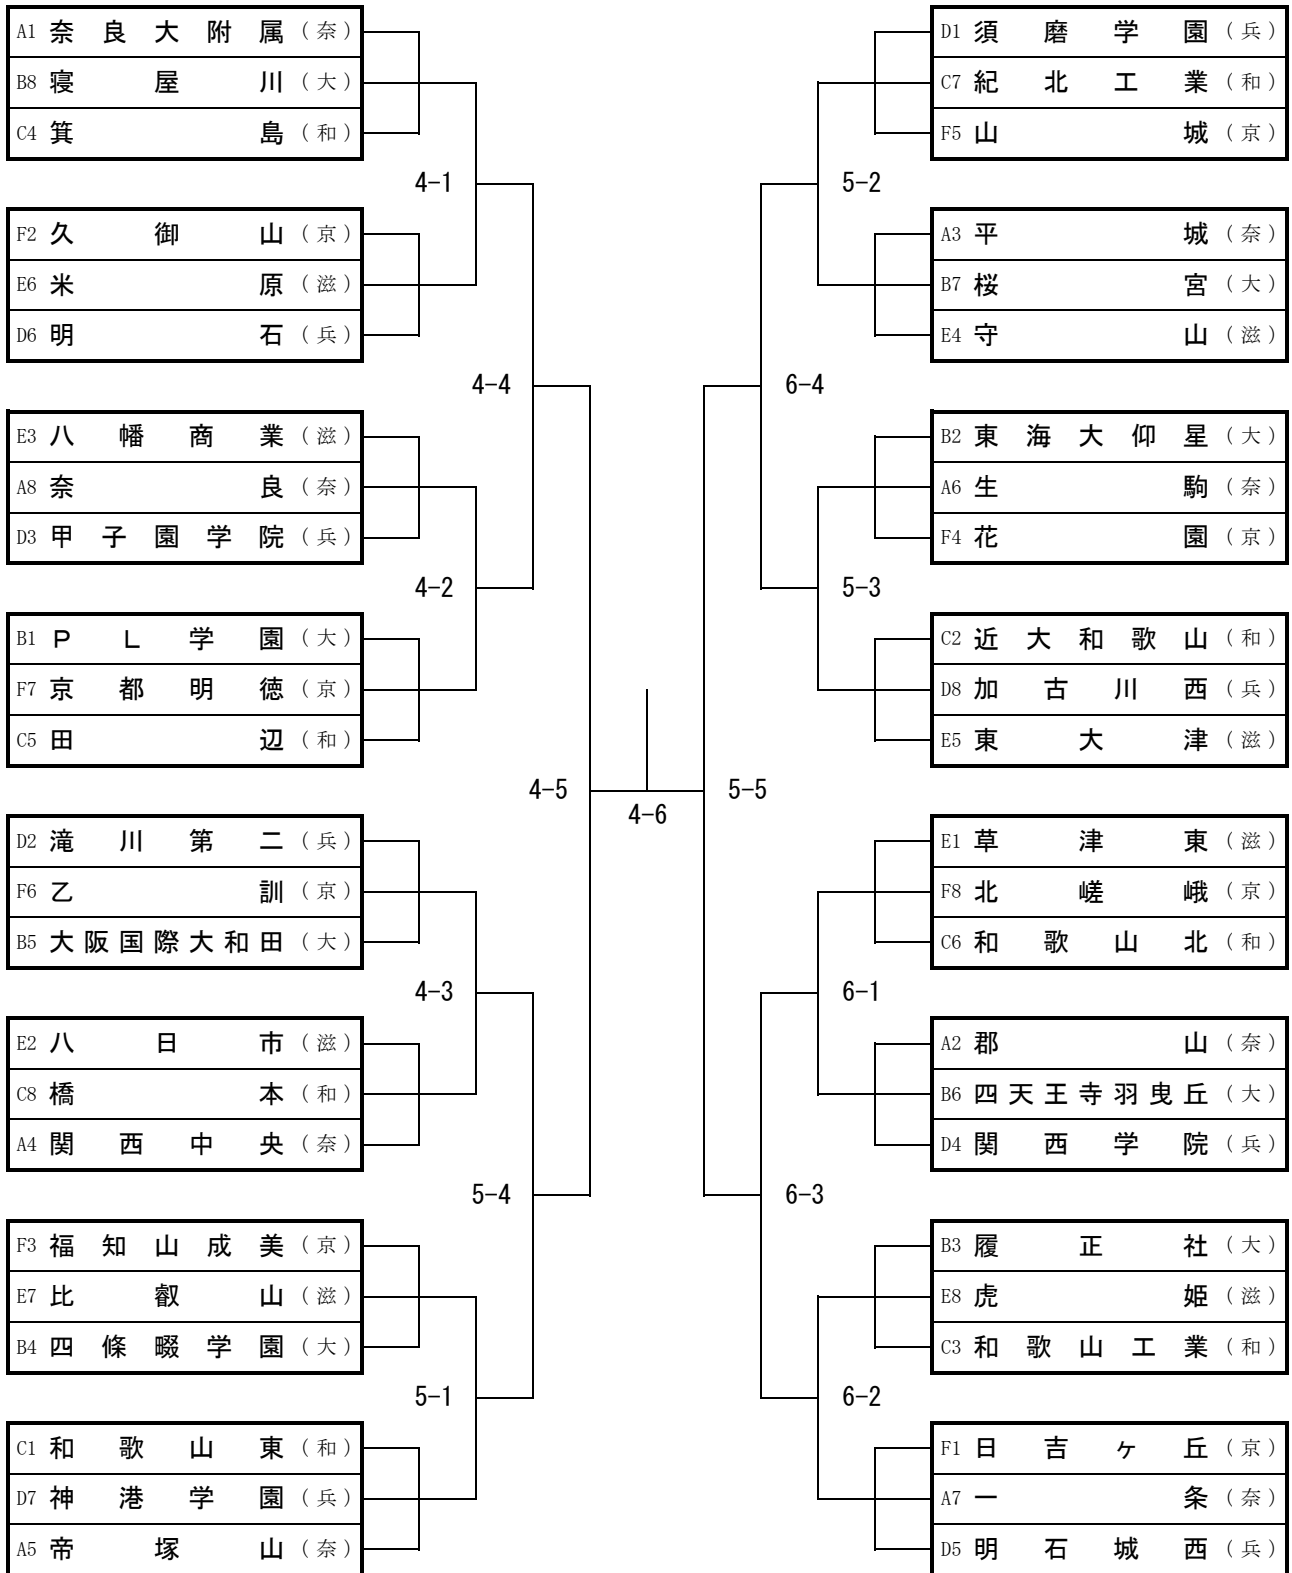 A1 奈良大附属（奈）
B8 寝屋川（大）
C4 箕島（和）
4-1
F2 久御山（京）
E6 米原（滋）
D6 明石（兵）
4-4
E3 八幡商業（滋）
A8 奈良（奈）
D3 甲子園学院（兵）
4-2
B1 ＰＬ学園（大）
F7 京都明徳（京）
C5 田辺（和）
4-5
D2 滝川第二（兵）
F6 乙訓（京）
B5 大阪国際大和田（大）
4-3
E2 八日市（滋）
C8 橋本（和）
A4 関西中央（奈）
5-4
F3 福知山成美（京）
E7 比叡山（滋）
B4 四條畷学園（大）
5-1
C1 和歌山東（和）
D7 神港学園（兵）
A5 帝塚山（奈）
4-6
D1 須磨学園（兵）
C7 紀北工業（和）
F5 山城（京）
5-2
A3 平城（奈）
B7 桜宮（大）
E4 守山（滋）
6-4
B2 東海大仰星（大）
A6 生駒（奈）
F4 花園（京）
5-3
C2 近大和歌山（和）
D8 加古川西（兵）
E5 東大津（滋）
5-5
E1 草津東（滋）
F8 北嵯峨（京）
C6 和歌山北（和）
6-1
A2 郡山（奈）
B6 四天王寺羽曳丘（大）
D4 関西学院（兵）
6-3
B3 履正社（大）
E8 虎姫（滋）
C3 和歌山工業（和）
6-2
F1 日吉ヶ丘（京）
A7 一条（奈）
D5 明石城西（兵）